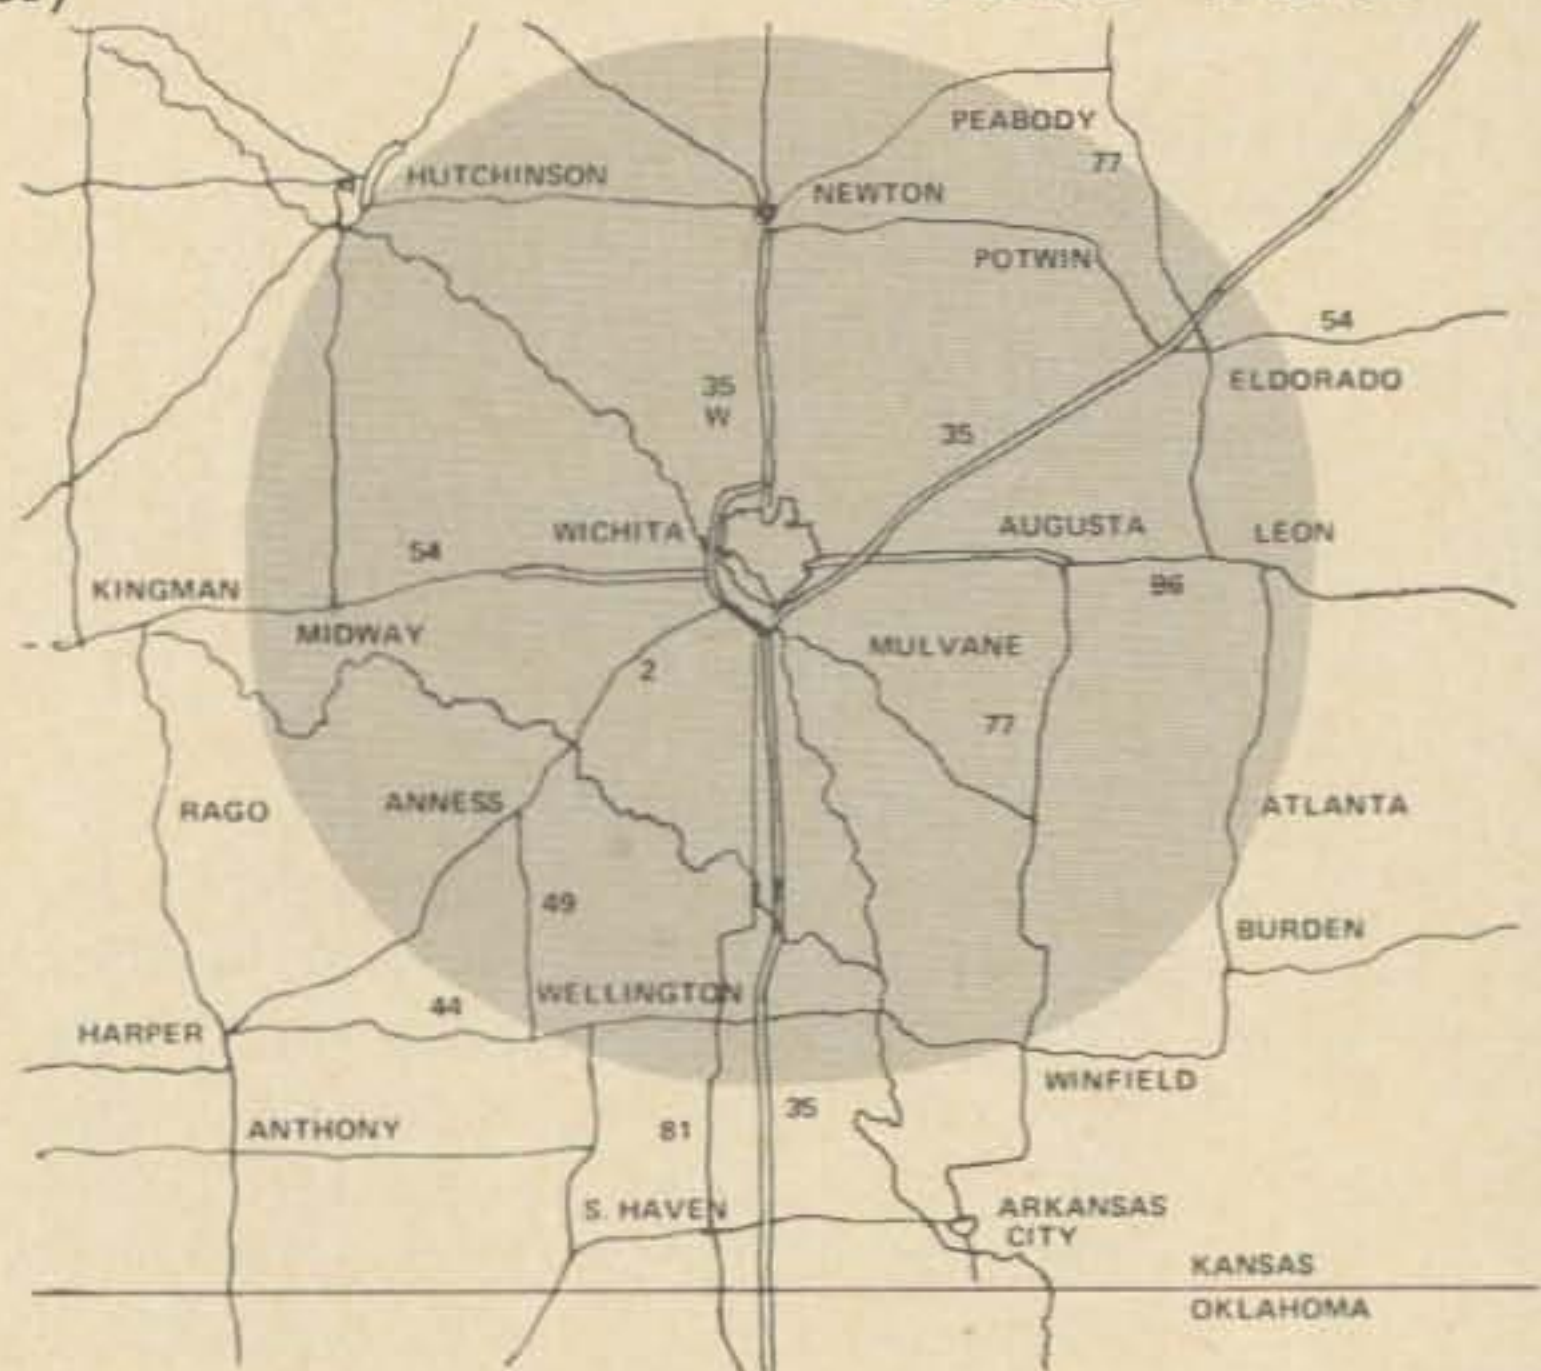 PEABODY
77
HUTCHINSON
NEWTON
POTWIN
54
ELDORADO
35
W
35
WICHITA
AUGUSTA
LEON
54
96
KINGMAN
MIDWAY
MULVANE
2
77
RAGO
ANNESS
ATLANTA
49
BURDEN
WELLINGTON
44
HARPER
WINFIELD
35
81
ANTHONY
S. HAVEN
ARKANSAS
CITY
KANSAS
OKLAHOMA